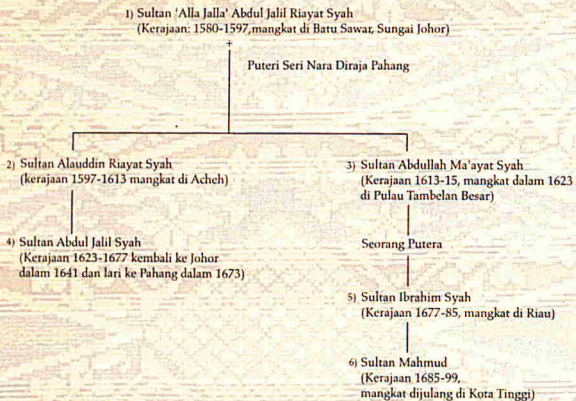 1) Sultan 'Alla Jalla' Abdul Jalil Riayat Syah
(Kerajaan: 1580-1597,mangkat di Batu Sawar, Sungai Johor)
+
Puteri Seri Nara Diraja Pahang
2) Sultan Alauddin Riayat Syah
(kerajaan 1597-1613 mangkat di Acheh)
3) Sultan Abdullah Ma'ayat Syah
(Kerajaan 1613-15, mangkat dalam 1623
di Pulau Tambelan Besar)
4) Sultan Abdul Jalil Syah
(Kerajaan 1623-1677 kembali ke Johor
dalam 1641 dan lari ke Pahang dalam 1673)
Seorang Putera
5) Sultan Ibrahim Syah
(Kerajaan 1677-85, mangkat di Riau)
6) Sultan Mahmud
(Kerajaan 1685-99,
mangkat dijulang di Kota Tinggi)